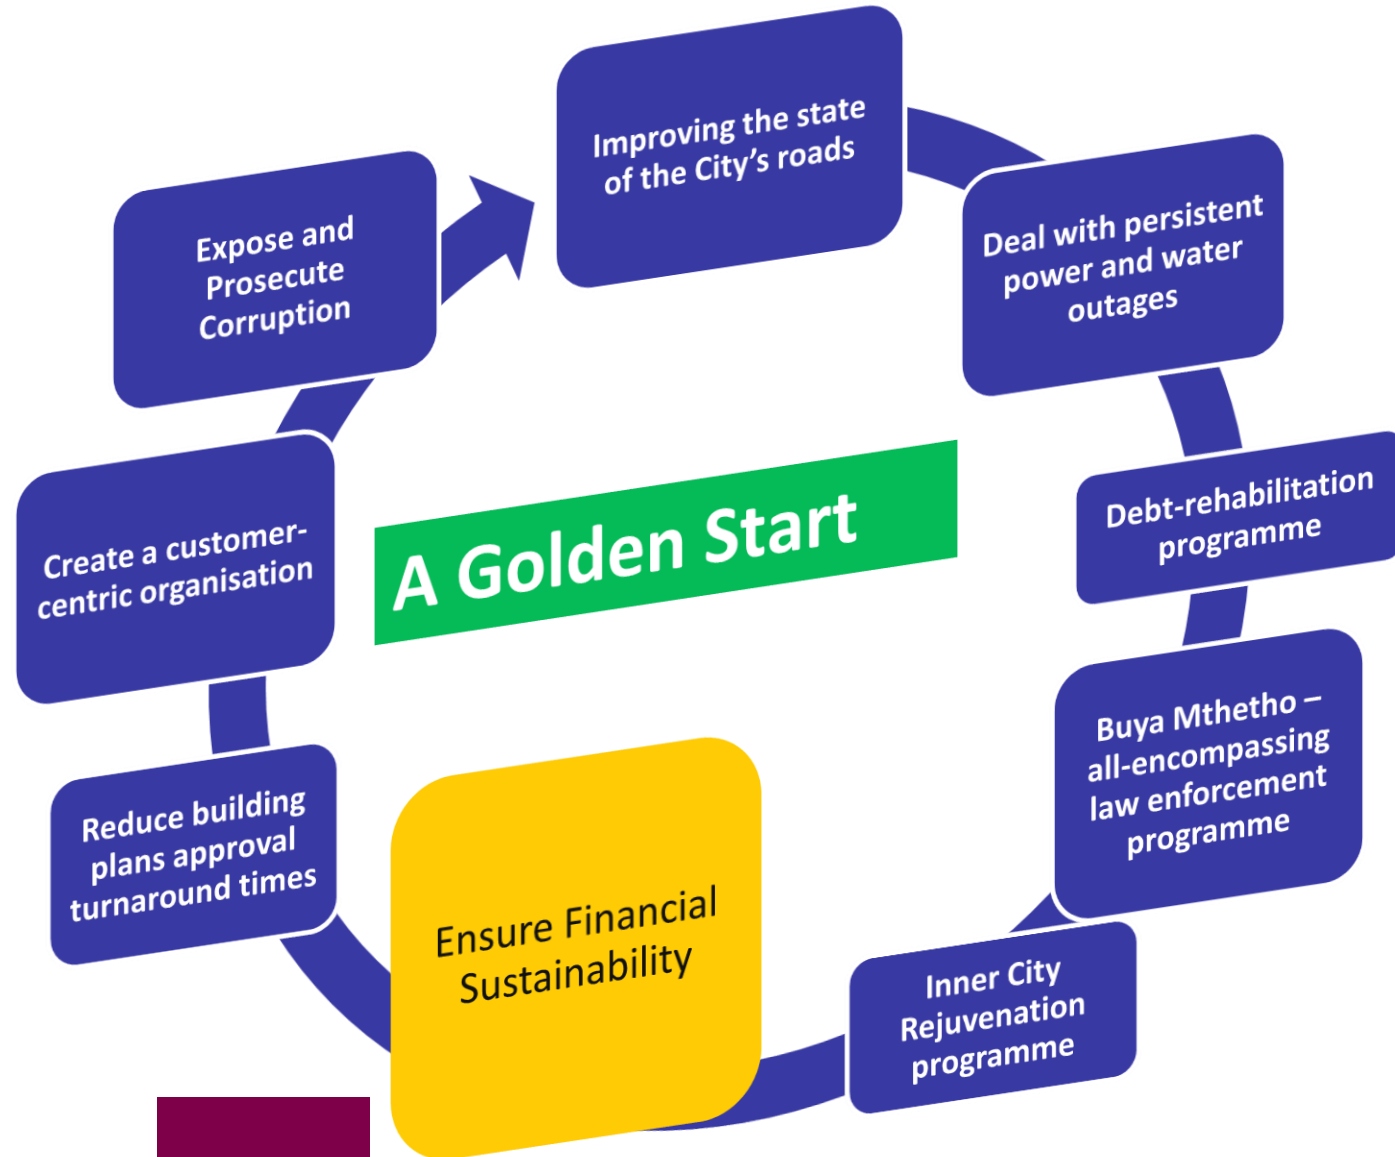 Improving the state
of the City's roads
Deal with persistent
power and water
outages
Debt-rehabilitation
programme
Buya Mthetho –
all-encompassing
law enforcement
programme
Inner City
Rejuvenation
programme
Ensure Financial
Sustainability
Reduce building
plans approval
turnaround times
Create a customer-
centric organisation
Expose and
Prosecute
Corruption
A Golden Start